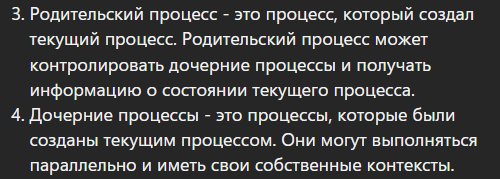 3. Родительский процесс - это процесс, который создал
текущий процесс. Родительский процесс может
контролировать дочерние процессы и получать
информацию о состоянии текущего процесса.
4. Дочерние процессы - это процессы, которые были
созданы текущим процессом. Они могут выполняться
параллельно и иметь свои собственные контексты.